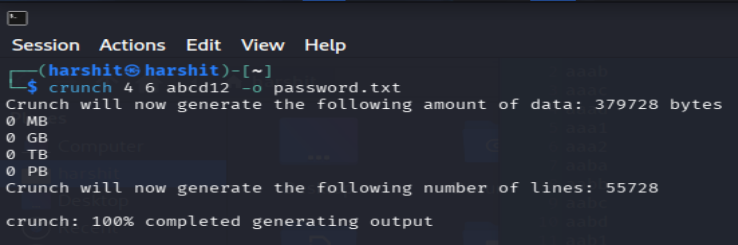 Session Actions Edit View Help
┌──(harshit㉿harshit)-[~]
└─$ crunch 4 6 abcd12 -o password.txt
Crunch will now generate the following amount of data: 379728 bytes
0 MB
0 GB
0 TB
0 PB
Crunch will now generate the following number of lines: 55728
crunch: 100% completed generating output